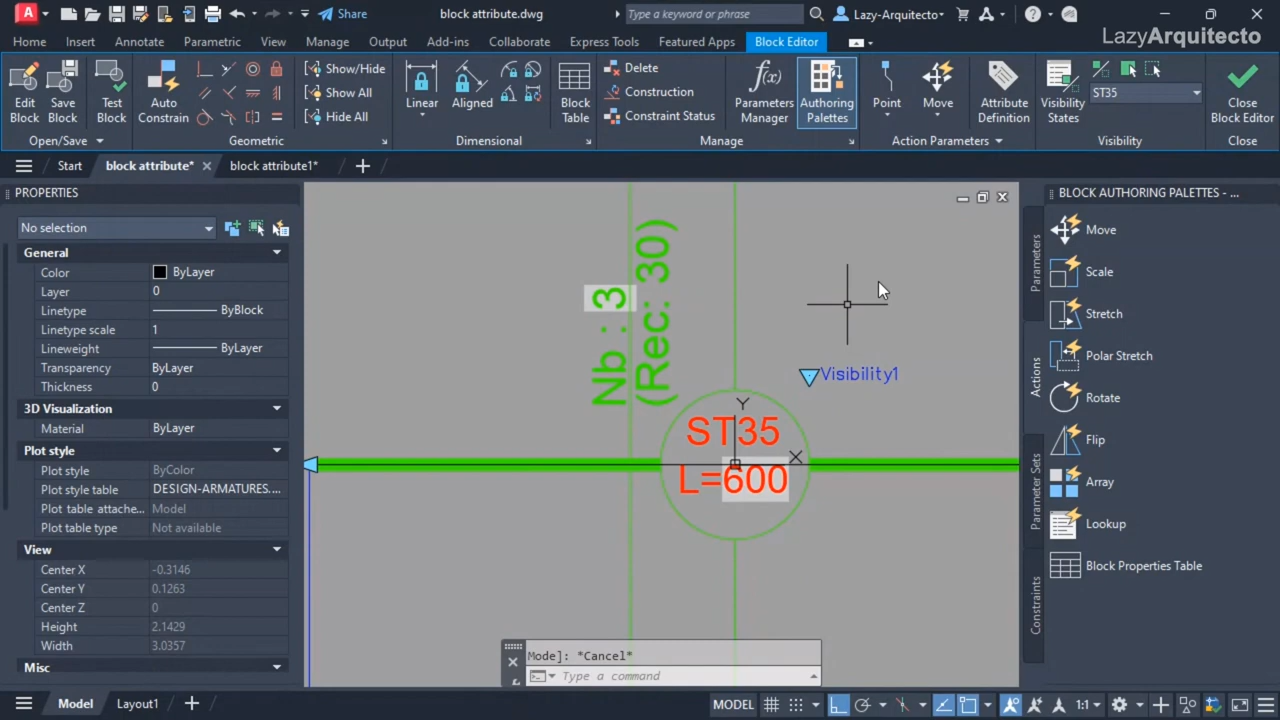 A
Share
block attribute.dwg
Type a keyword or phrase
Lazy-Arquitecto
LazyArquitecto
Home
Insert
Annotate
Parametric
View
Manage
Output
Add-ins
Collaborate
Express Tools
Featured Apps
Block Editor
Edit
Block
Save
Block
Test
Block
Open/Save
Auto
Constrain
Show/Hide
Show All
Hide All
Geometric
Linear
Aligned
Dimensional
Block
Table
Delete
Construction
Constraint Status
Manage
f(x)
Parameters
Manager
Authoring
Palettes
Point
Move
Attribute
Definition
Action Parameters
Visibility
States
ST35
Visibility
Close
Block Editor
Close
Start
block attribute*
block attribute1*
PROPERTIES
No selection
General
Color ByLayer
Layer 0
Linetype ByBlock
Linetype scale 1
Lineweight ByLayer
Transparency ByLayer
Thickness 0
3D Visualization
Material ByLayer
Plot style
Plot style ByColor
Plot style table DESIGN-ARMATURES....
Plot table attache... Model
Plot table type Not available
View
Center X -0.3146
Center Y 0.1263
Center Z 0
Height 2.1429
Width 3.0357
Misc
Nb : 3
(Rec: 30)
Visibility1
Y
ST35
X
L=600
Mode]: *Cancel*
Type a command
BLOCK AUTHORING PALETTES - ...
Parameters
Actions
Parameter Sets
Constraints
Move
Scale
Stretch
Polar Stretch
Rotate
Flip
Array
Lookup
Block Properties Table
Model
Layout1
MODEL
1:1